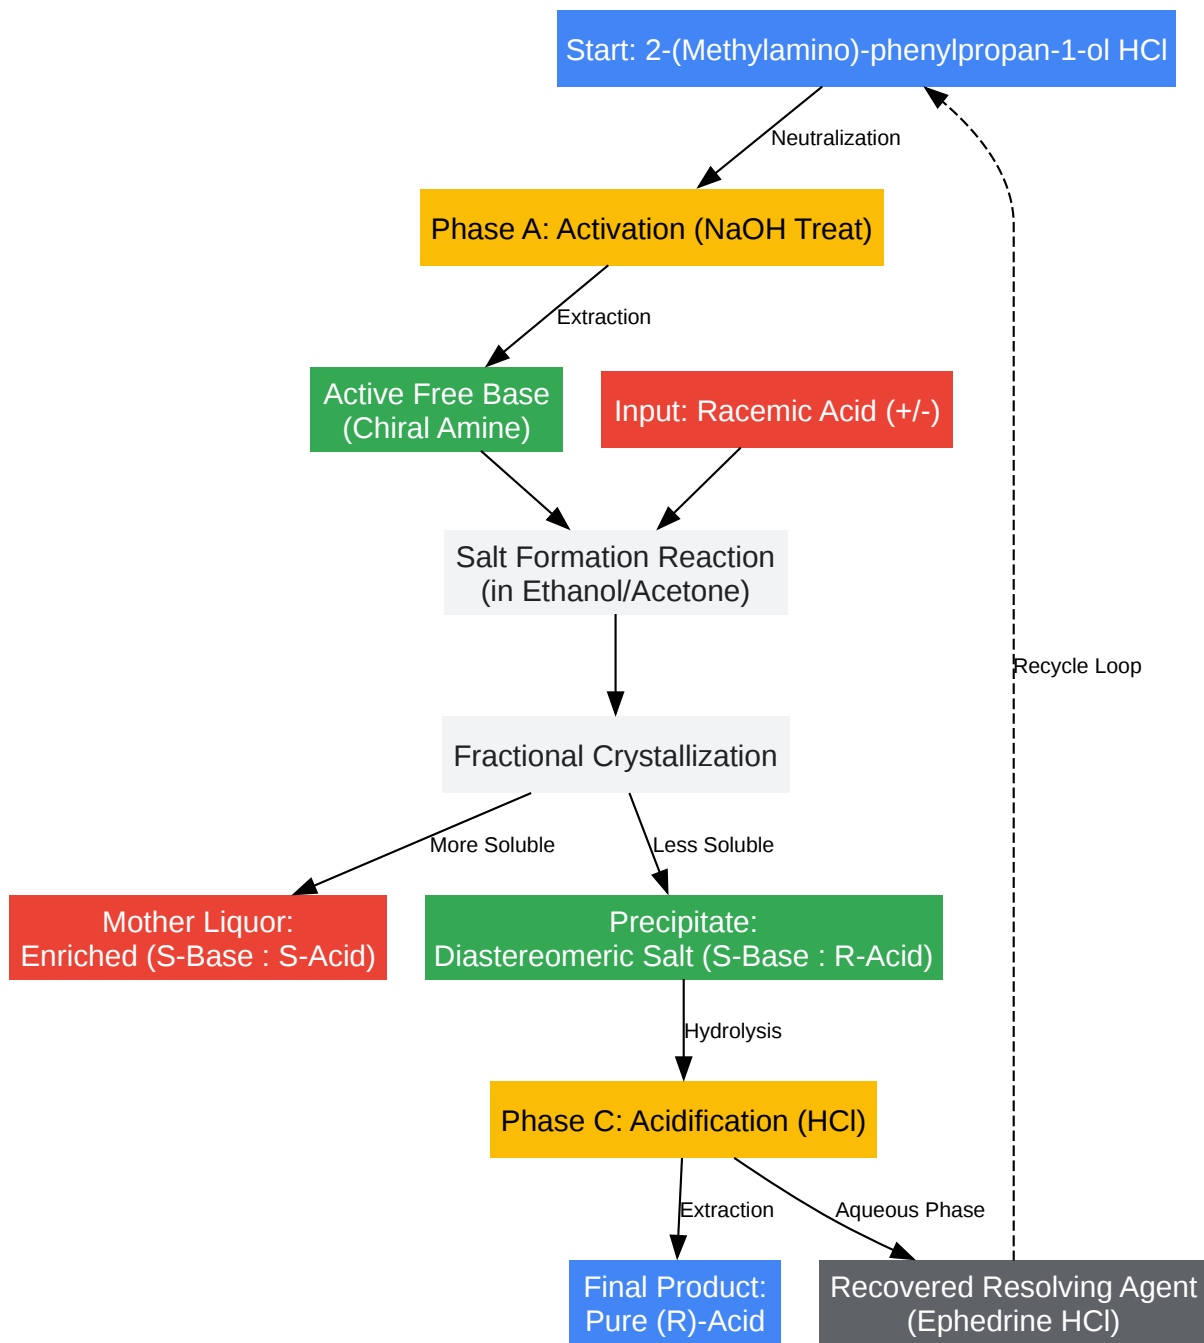 Start: 2-(Methylamino)-phenylpropan-1-ol HCl
Neutralization
Phase A: Activation (NaOH Treat)
Extraction
Active Free Base
(Chiral Amine)
Input: Racemic Acid (+/-)
Salt Formation Reaction
(in Ethanol/Acetone)
Recycle Loop
Fractional Crystallization
More Soluble
Less Soluble
Mother Liquor:
Enriched (S-Base : S-Acid)
Precipitate:
Diastereomeric Salt (S-Base : R-Acid)
Hydrolysis
Phase C: Acidification (HCl)
Extraction
Aqueous Phase
Final Product:
Pure (R)-Acid
Recovered Resolving Agent
(Ephedrine HCl)